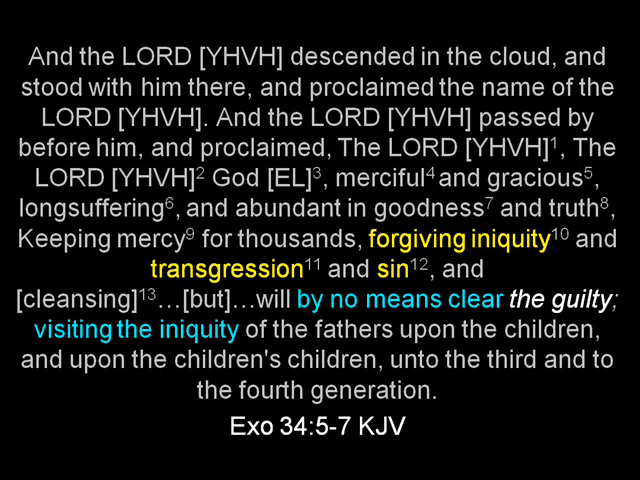 And the LORD [YHVH] descended in the cloud, and
stood with him there, and proclaimed the name of the
LORD [YHVH]. And the LORD [YHVH] passed by
before him, and proclaimed, The LORD [YHVH]¹, The
LORD [YHVH]² God [EL]³, merciful⁴ and gracious⁵,
longsuffering⁶, and abundant in goodness⁷ and truth⁸,
Keeping mercy⁹ for thousands, forgiving iniquity¹⁰ and
transgression¹¹ and sin¹², and
[cleansing]¹³…[but]…will by no means clear the guilty;
visiting the iniquity of the fathers upon the children,
and upon the children's children, unto the third and to
the fourth generation.
Exo 34:5-7 KJV